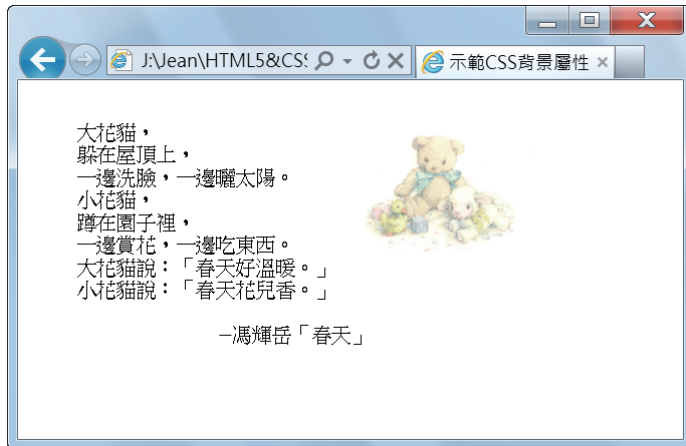 J:\Jean\HTML5&CSS
示範CSS背景屬性
大花貓，
躲在屋頂上，
一邊洗臉，一邊曬太陽。
小花貓，
蹲在園子裡，
一邊賞花，一邊吃東西。
大花貓說：「春天好溫暖。」
小花貓說：「春天花兒香。」
－馮輝岳「春天」